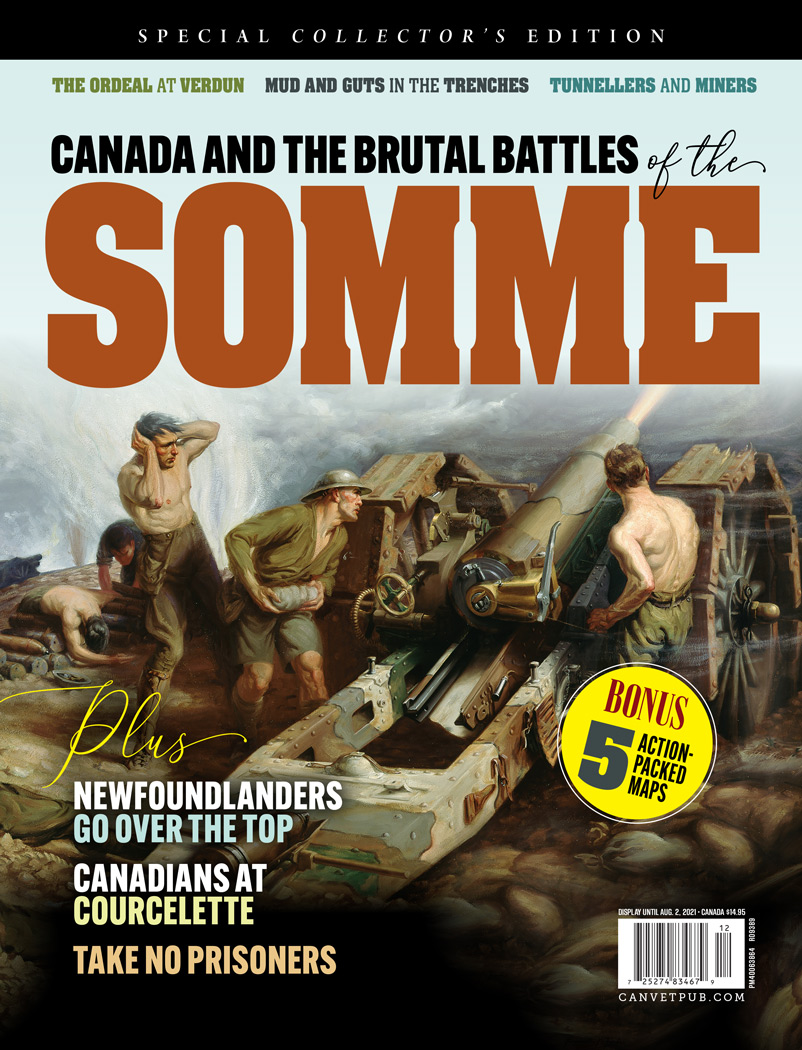 SPECIAL COLLECTOR'S EDITION
THE ORDEAL AT VERDUN MUD AND GUTS IN THE TRENCHES TUNNELLERS AND MINERS
CANADA AND THE BRUTAL BATTLES of the
SOMME
Plus
NEWFOUNDLANDERS
GO OVER THE TOP
CANADIANS AT
COURCELETTE
TAKE NO PRISONERS
BONUS
5 ACTION-
PACKED
MAPS
DISPLAY UNTIL AUG. 2, 2021 • CANADA $14.95
12
7 25274 83467 9
PM40063864 R09389
CANVETPUB.COM